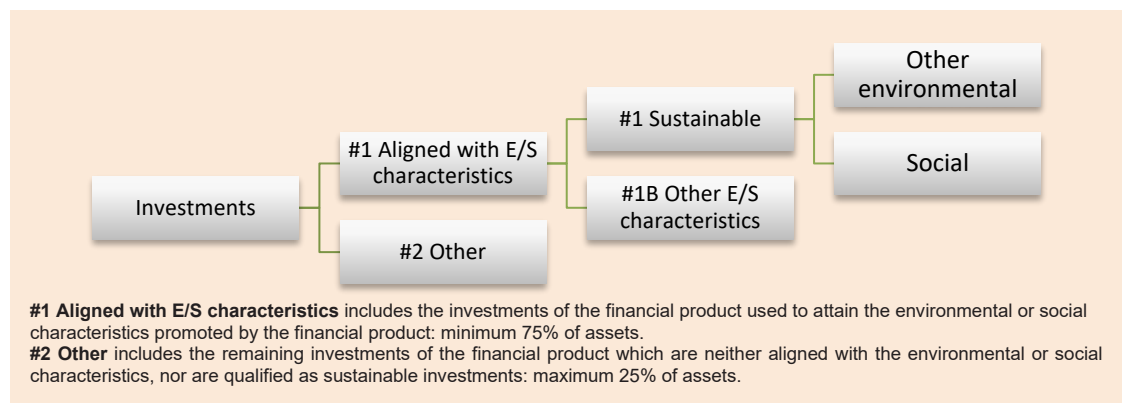 Other
environmental
#1 Sustainable
#1 Aligned with E/S
characteristics
Social
Investments
#1B Other E/S
characteristics
#2 Other
#1 Aligned with E/S characteristics includes the investments of the financial product used to attain the environmental or social
characteristics promoted by the financial product: minimum 75% of assets.
#2 Other includes the remaining investments of the financial product which are neither aligned with the environmental or social
characteristics, nor are qualified as sustainable investments: maximum 25% of assets.